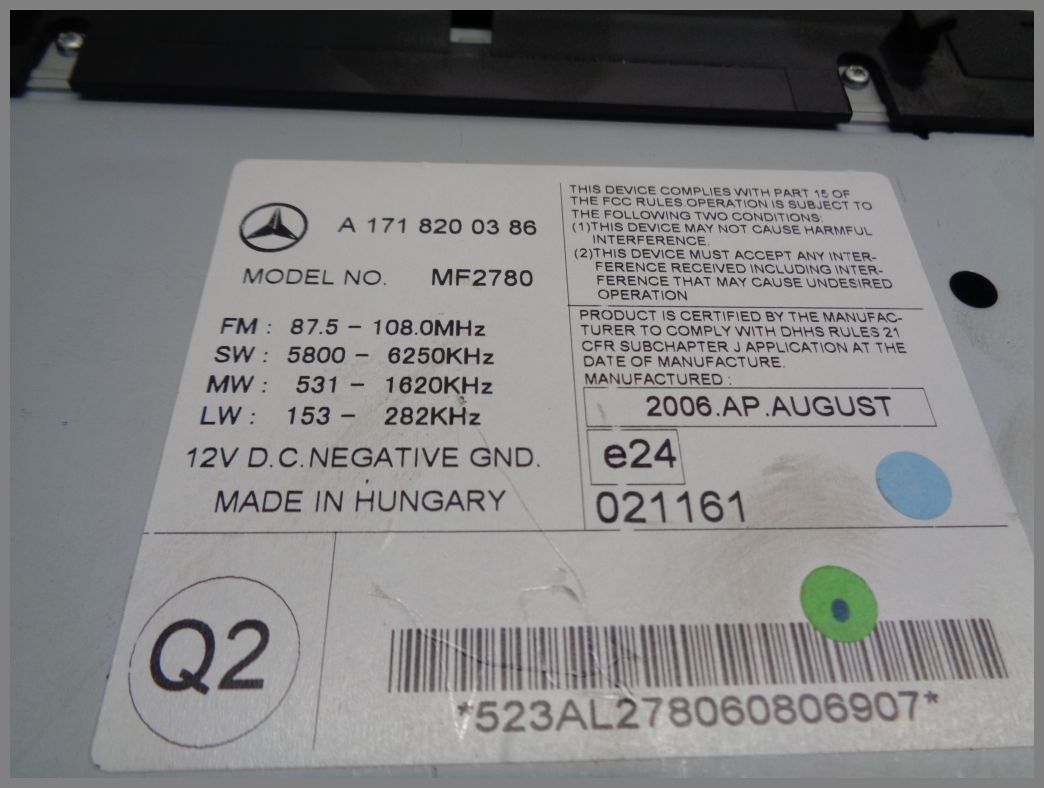 A 171 820 03 86
MODEL NO. MF2780
FM : 87.5 – 108.0MHz
SW : 5800 – 6250KHz
MW : 531 – 1620KHz
LW : 153 – 282KHz
12V D.C.NEGATIVE GND.
MADE IN HUNGARY
THIS DEVICE COMPLIES WITH PART 15 OF
THE FCC RULES.OPERATION IS SUBJECT TO
THE FOLLOWING TWO CONDITIONS:
(1)THIS DEVICE MAY NOT CAUSE HARMFUL
INTERFERENCE.
(2)THIS DEVICE MUST ACCEPT ANY INTER-
FERENCE RECEIVED INCLUDING INTER-
FERENCE THAT MAY CAUSE UNDESIRED
OPERATION
PRODUCT IS CERTIFIED BY THE MANUFAC-
TURER TO COMPLY WITH DHHS RULES 21
CFR SUBCHAPTER J APPLICATION AT THE
DATE OF MANUFACTURE.
MANUFACTURED :
2006.AP.AUGUST
e24
021161
Q2
*523AL278060806907*